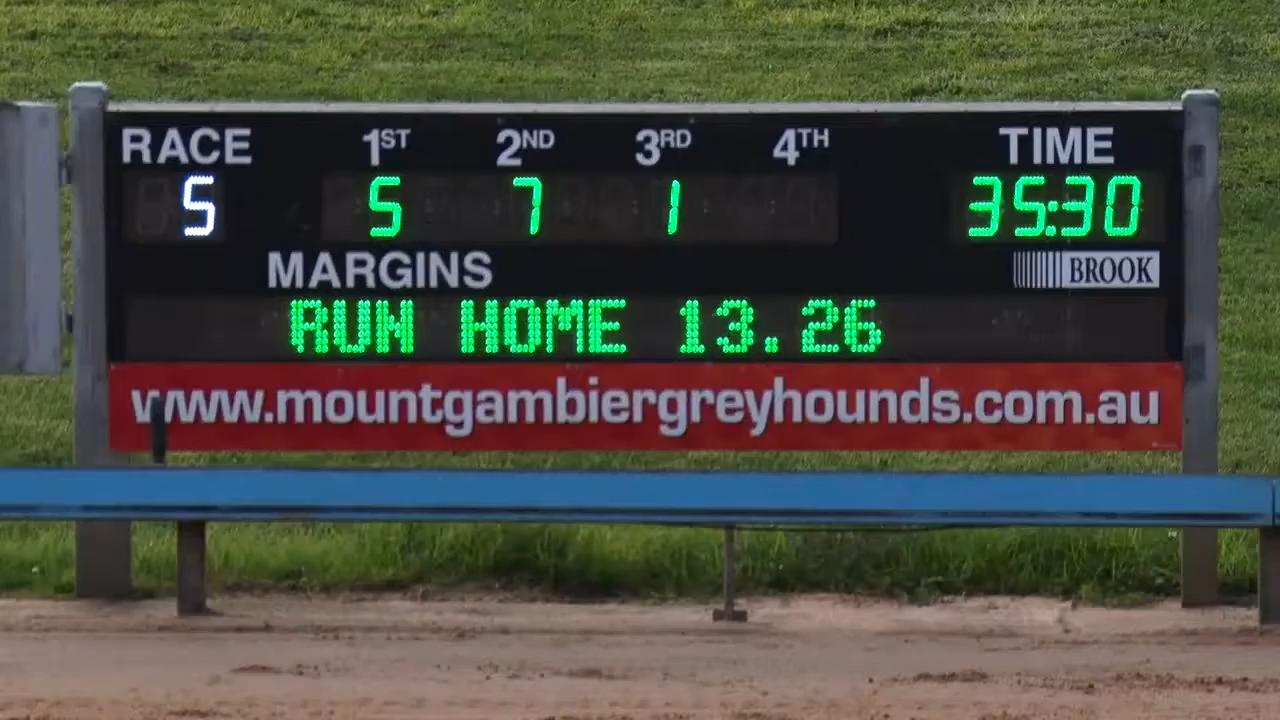 RACE 1ST 2ND 3RD 4TH TIME
5 5 7 1 35:30
MARGINS BROOK
RUN HOME 13.26
www.mountgambiergreyhounds.com.au